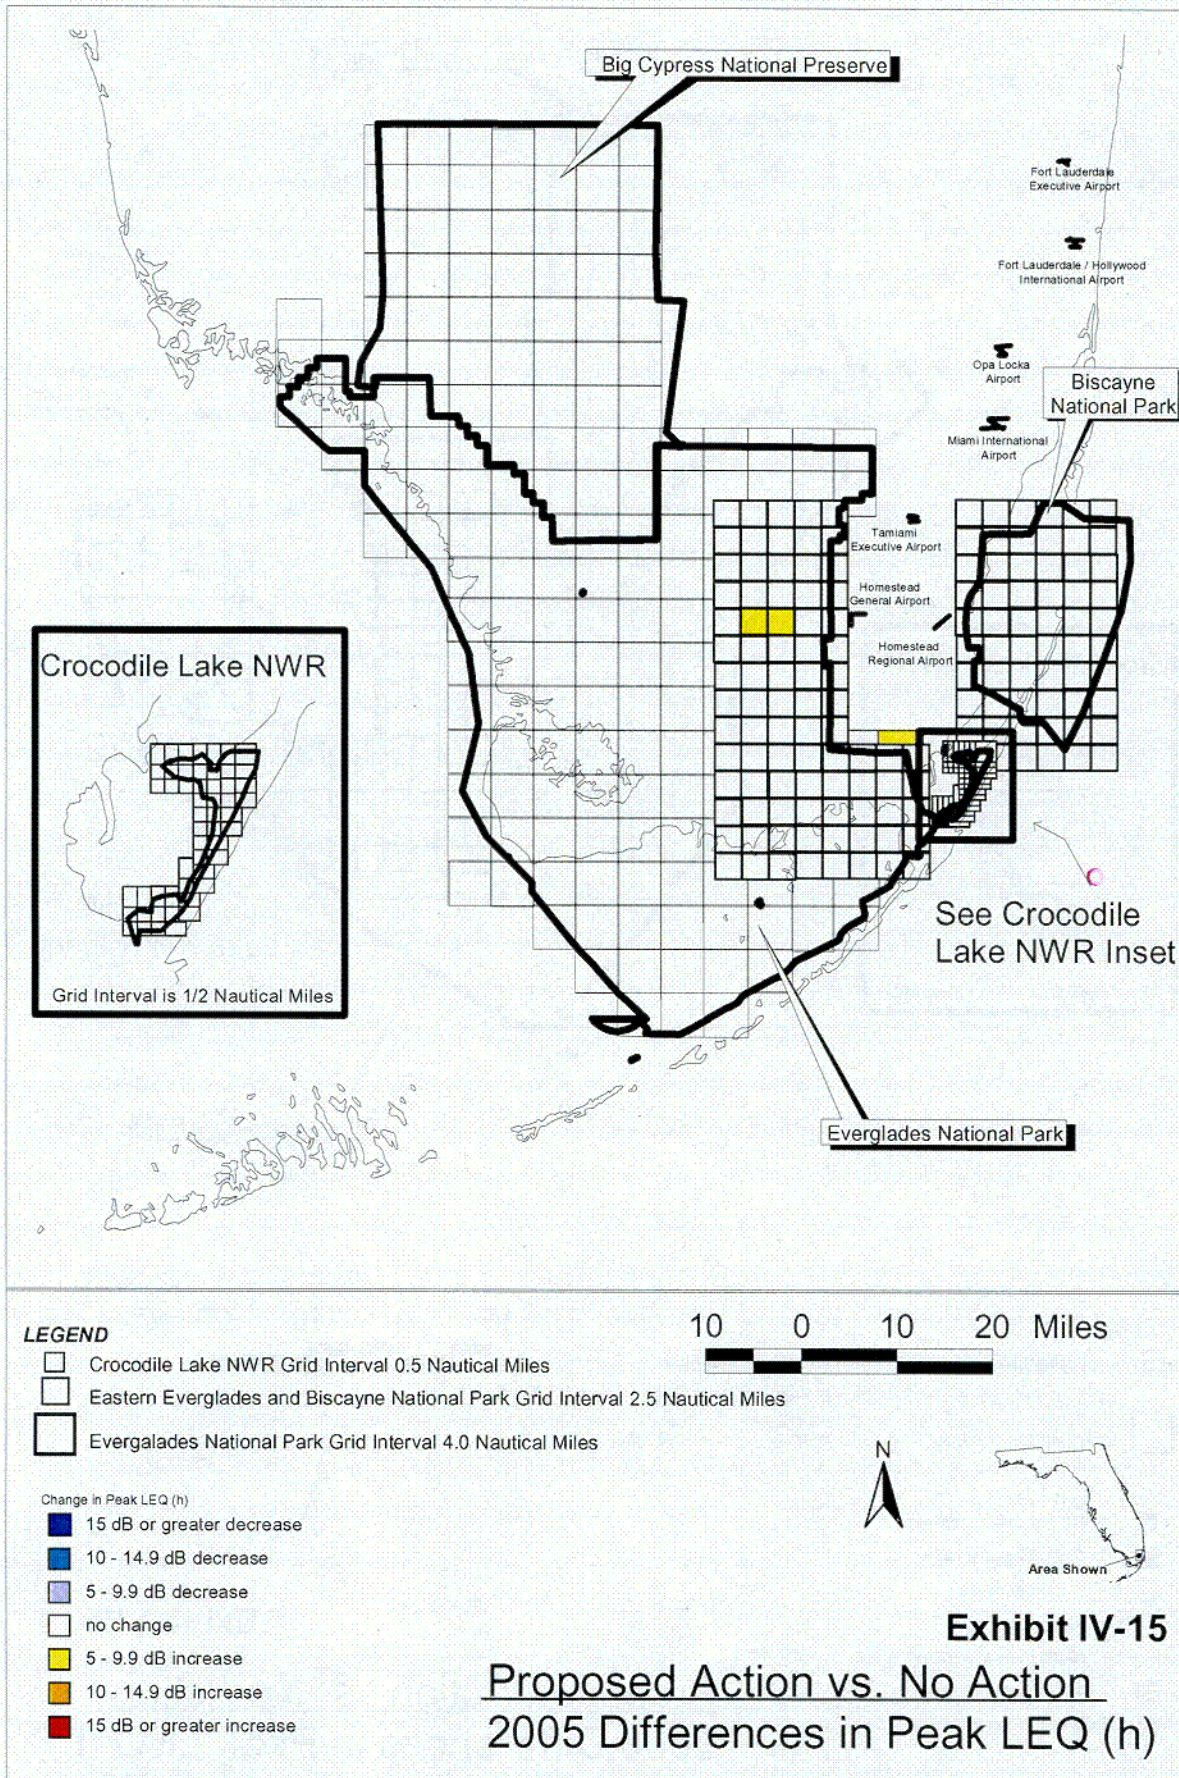 Big Cypress National Preserve
Fort Lauderdale
Executive Airport
Fort Lauderdale / Hollywood
International Airport
Opa Locka
Airport
Biscayne
National Park
Miami International
Airport
Tamiami
Executive Airport
Homestead
General Airport
Homestead
Regional Airport
Crocodile Lake NWR
Grid Interval is 1/2 Nautical Miles
See Crocodile
Lake NWR Inset
Everglades National Park
LEGEND
Crocodile Lake NWR Grid Interval 0.5 Nautical Miles
Eastern Everglades and Biscayne National Park Grid Interval 2.5 Nautical Miles
Evergalades National Park Grid Interval 4.0 Nautical Miles
10 0 10 20 Miles
N
Area Shown
Change in Peak LEQ (h)
15 dB or greater decrease
10 - 14.9 dB decrease
5 - 9.9 dB decrease
no change
5 - 9.9 dB increase
10 - 14.9 dB increase
15 dB or greater increase
Exhibit IV-15
Proposed Action vs. No Action
2005 Differences in Peak LEQ (h)